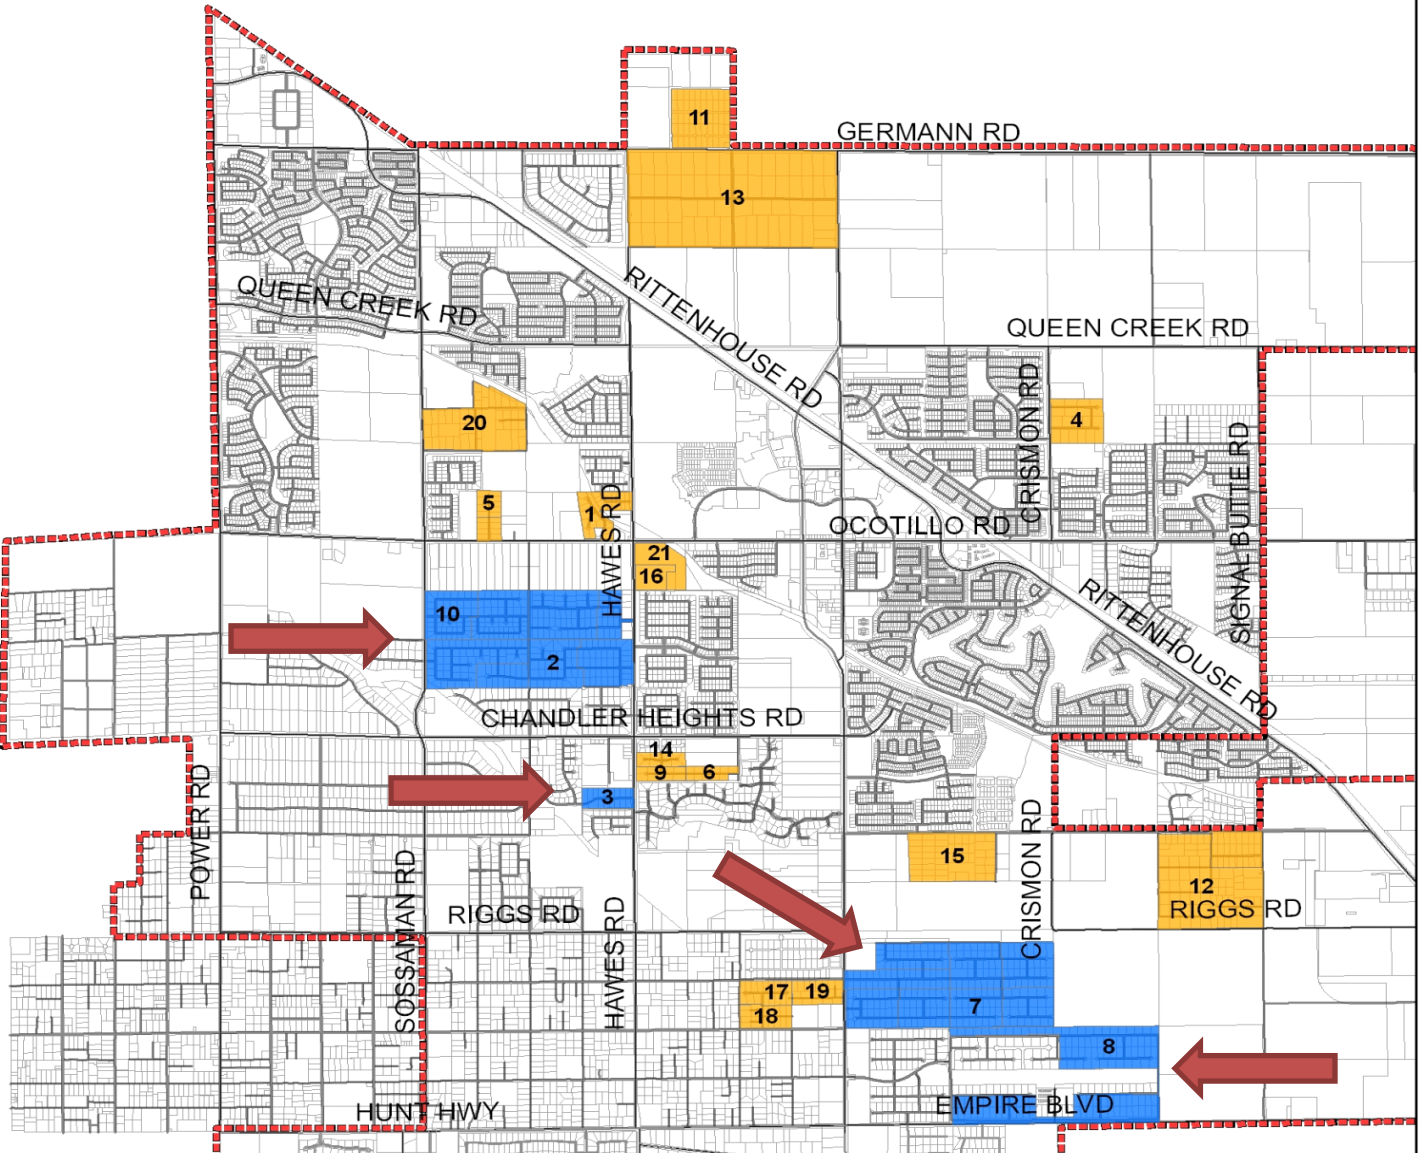 11
GERMANN RD
13
QUEEN CREEK RD
RITTENHOUSE RD
QUEEN CREEK RD
CRISMON RD
4
20
SIGNAL BUTTE RD
5
1
HAWES RD
OCOTILLO RD
21
16
10
2
RITTENHOUSE RD
CHANDLER HEIGHTS RD
14
9
6
3
POWER RD
CRISMON RD
15
12
SOSSAMAN RD
RIGGS RD
HAWES RD
RIGGS RD
17
19
18
7
8
HUNT HWY
EMPIRE BLVD